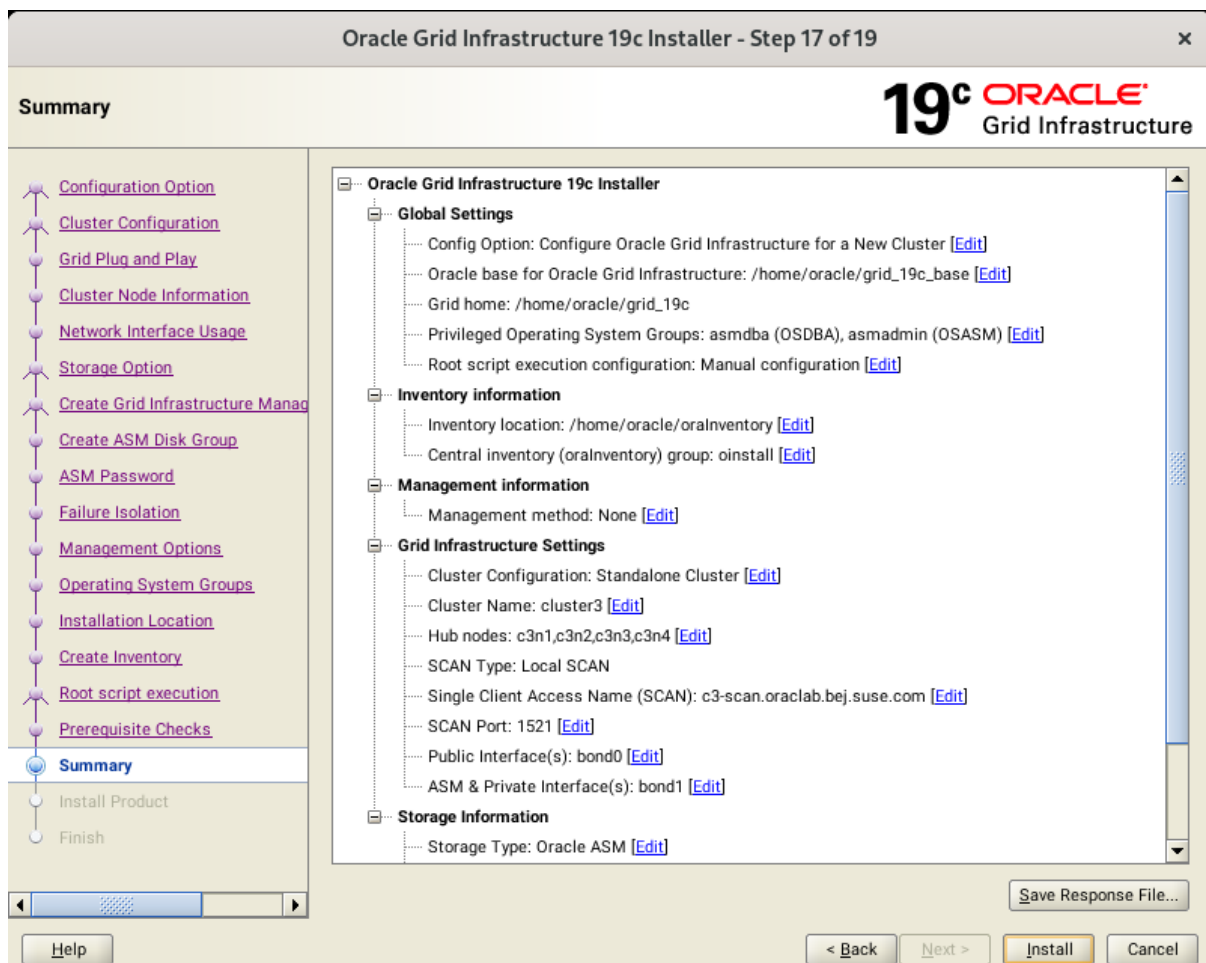 Oracle Grid Infrastructure 19c Installer - Step 17 of 19
×
Summary
19c ORACLE
Grid Infrastructure
Configuration Option
Cluster Configuration
Grid Plug and Play
Cluster Node Information
Network Interface Usage
Storage Option
Create Grid Infrastructure Manag
Create ASM Disk Group
ASM Password
Failure Isolation
Management Options
Operating System Groups
Installation Location
Create Inventory
Root script execution
Prerequisite Checks
Summary
Install Product
Finish
Oracle Grid Infrastructure 19c Installer
Global Settings
Config Option: Configure Oracle Grid Infrastructure for a New Cluster [Edit]
Oracle base for Oracle Grid Infrastructure: /home/oracle/grid_19c_base [Edit]
Grid home: /home/oracle/grid_19c
Privileged Operating System Groups: asmdba (OSDBA), asmadmin (OSASM) [Edit]
Root script execution configuration: Manual configuration [Edit]
Inventory information
Inventory location: /home/oracle/oraInventory [Edit]
Central inventory (oraInventory) group: oinstall [Edit]
Management information
Management method: None [Edit]
Grid Infrastructure Settings
Cluster Configuration: Standalone Cluster [Edit]
Cluster Name: cluster3 [Edit]
Hub nodes: c3n1,c3n2,c3n3,c3n4 [Edit]
SCAN Type: Local SCAN
Single Client Access Name (SCAN): c3-scan.oraclab.bej.suse.com [Edit]
SCAN Port: 1521 [Edit]
Public Interface(s): bond0 [Edit]
ASM & Private Interface(s): bond1 [Edit]
Storage Information
Storage Type: Oracle ASM [Edit]
Save Response File...
Help
< Back
Next >
Install
Cancel